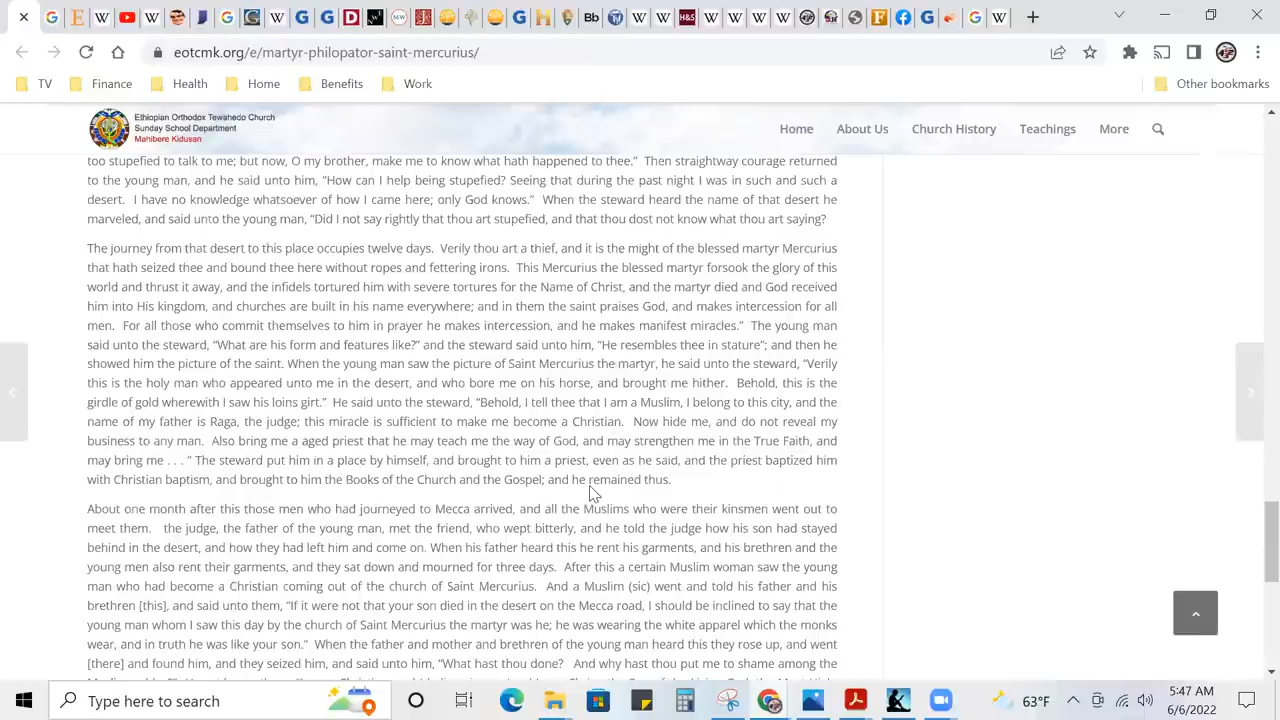 eotcmk.org/e/martyr-philopator-saint-mercurius/
TV Finance Health Home Benefits Work Other bookmarks
Ethiopian Orthodox Tewahedo Church
Sunday School Department
Mahibere Kidusan
Home About Us Church History Teachings More
too stupefied to talk to me; but now, O my brother, make me to know what hath happened to thee.” Then straightway courage returned
to the young man, and he said unto him, “How can I help being stupefied? Seeing that during the past night I was in such and such a
desert. I have no knowledge whatsoever of how I came here; only God knows.” When the steward heard the name of that desert he
marveled, and said unto the young man, “Did I not say rightly that thou art stupefied, and that thou dost not know what thou art saying?
The journey from that desert to this place occupies twelve days. Verily thou art a thief, and it is the might of the blessed martyr Mercurius
that hath seized thee and bound thee here without ropes and fettering irons. This Mercurius the blessed martyr forsook the glory of this
world and thrust it away, and the infidels tortured him with severe tortures for the Name of Christ, and the martyr died and God received
him into His kingdom, and churches are built in his name everywhere; and in them the saint praises God, and makes intercession for all
men. For all those who commit themselves to him in prayer he makes intercession, and he makes manifest miracles.” The young man
said unto the steward, “What are his form and features like?” and the steward said unto him, “He resembles thee in stature”; and then he
showed him the picture of the saint. When the young man saw the picture of Saint Mercurius the martyr, he said unto the steward, “Verily
this is the holy man who appeared unto me in the desert, and who bore me on his horse, and brought me hither. Behold, this is the
girdle of gold wherewith I saw his loins girt.” He said unto the steward, “Behold, I tell thee that I am a Muslim, I belong to this city, and the
name of my father is Raga, the judge; this miracle is sufficient to make me become a Christian. Now hide me, and do not reveal my
business to any man. Also bring me a aged priest that he may teach me the way of God, and may strengthen me in the True Faith, and
may bring me . . . “ The steward put him in a place by himself, and brought to him a priest, even as he said, and the priest baptized him
with Christian baptism, and brought to him the Books of the Church and the Gospel; and he remained thus.
About one month after this those men who had journeyed to Mecca arrived, and all the Muslims who were their kinsmen went out to
meet them. the judge, the father of the young man, met the friend, who wept bitterly, and he told the judge how his son had stayed
behind in the desert, and how they had left him and come on. When his father heard this he rent his garments, and his brethren and the
young men also rent their garments, and they sat down and mourned for three days. After this a certain Muslim woman saw the young
man who had become a Christian coming out of the church of Saint Mercurius. And a Muslim (sic) went and told his father and his
brethren [this], and said unto them, “If it were not that your son died in the desert on the Mecca road, I should be inclined to say that the
young man whom I saw this day by the church of Saint Mercurius the martyr was he; he was wearing the white apparel which the monks
wear, and in truth he was like your son.” When the father and mother and brethren of the young man heard this they rose up, and went
[there] and found him, and they seized him, and said unto him, “What hast thou done? And why hast thou put me to shame among the
Type here to search
63°F
5:47 AM
6/6/2022